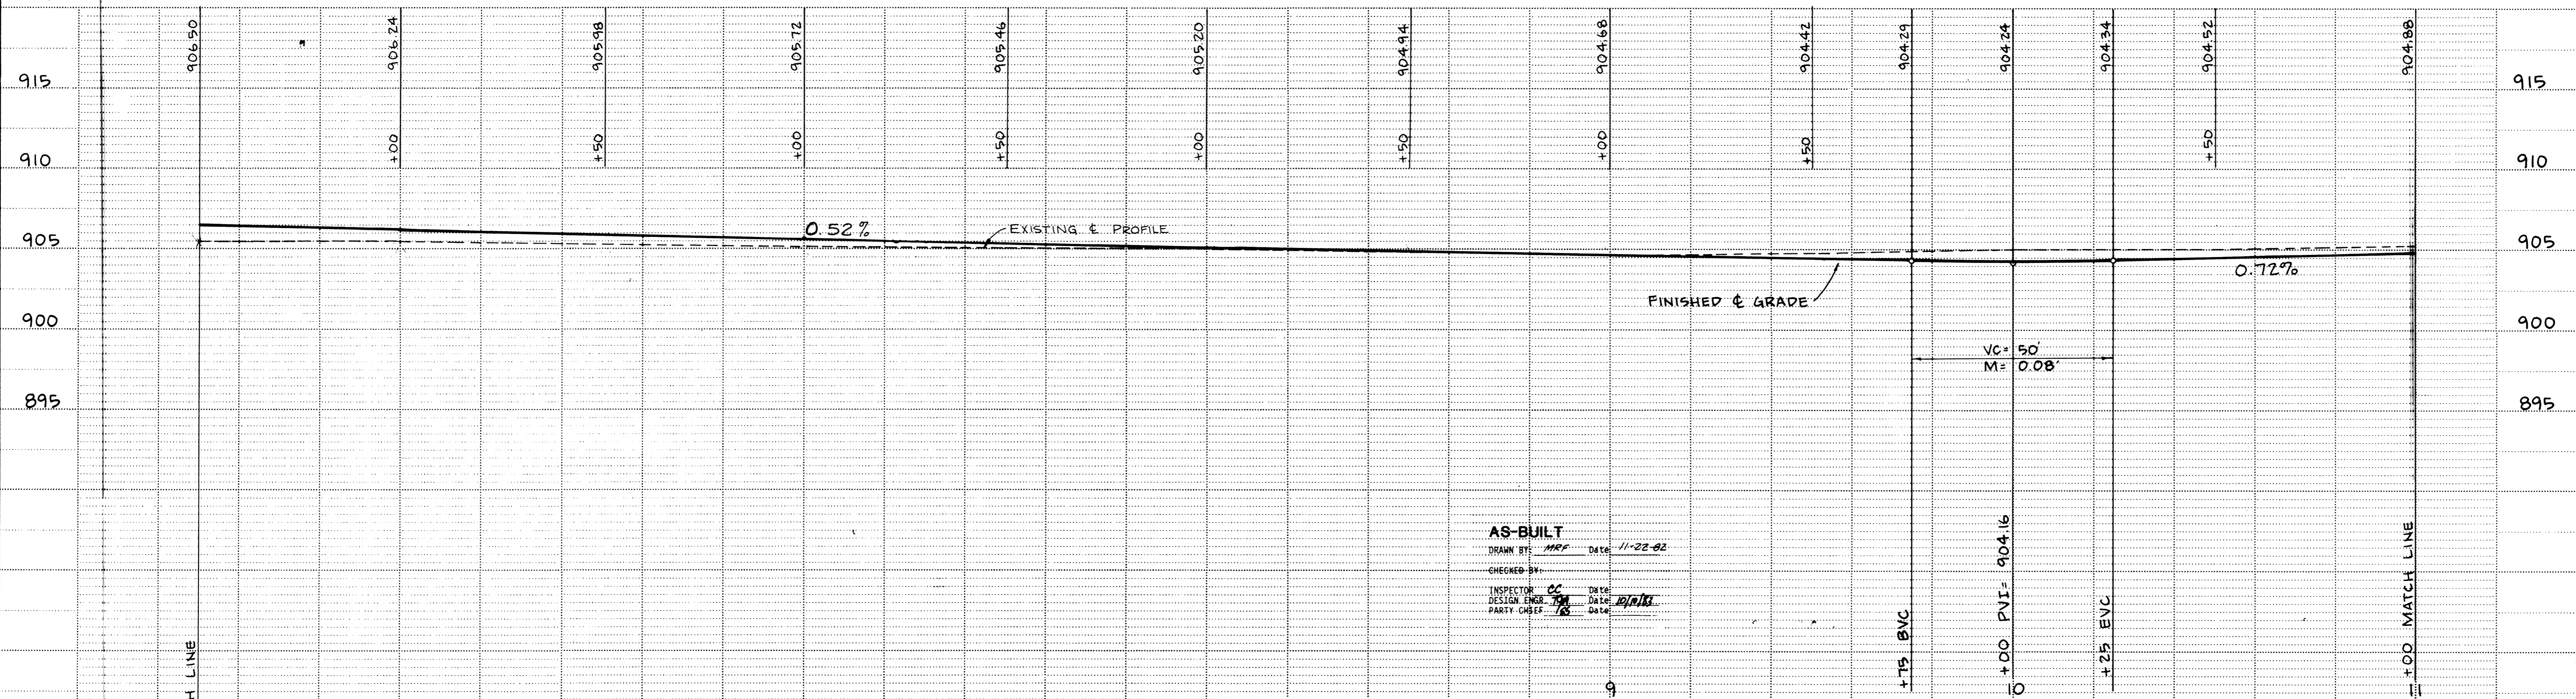 906.50
906.24
905.98
905.72
905.46
905.20
904.94
904.68
904.42
904.29
904.24
904.34
904.52
904.88
915
915
+00
+50
+00
+50
+00
+50
+00
+50
+50
910
910
0.52%
EXISTING ℄ PROFILE
905
905
0.72%
FINISHED ℄ GRADE
900
900
VC= 50'
M= 0.08'
895
895
AS-BUILT
DRAWN BY: MRF Date 11-22-82
CHECKED BY:
INSPECTOR CC Date
DESIGN ENGR. Date
PARTY CHIEF Date
H LINE
+75 BVC
+00 PVI= 904.16
+25 EVC
+00 MATCH LINE
9
10
11